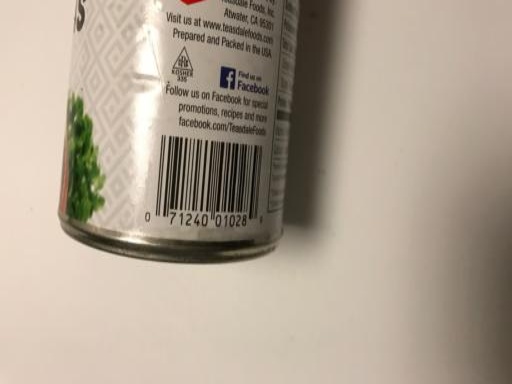 Teasdale Foods, Inc.
Atwater, CA 95301
Visit us at www.teasdalefoods.com
Prepared and Packed in the USA
KOSHER
335
Find us on
Facebook
Follow us on Facebook for special
promotions, recipes and more
facebook.com/TeasdaleFoods
0 71240 01028